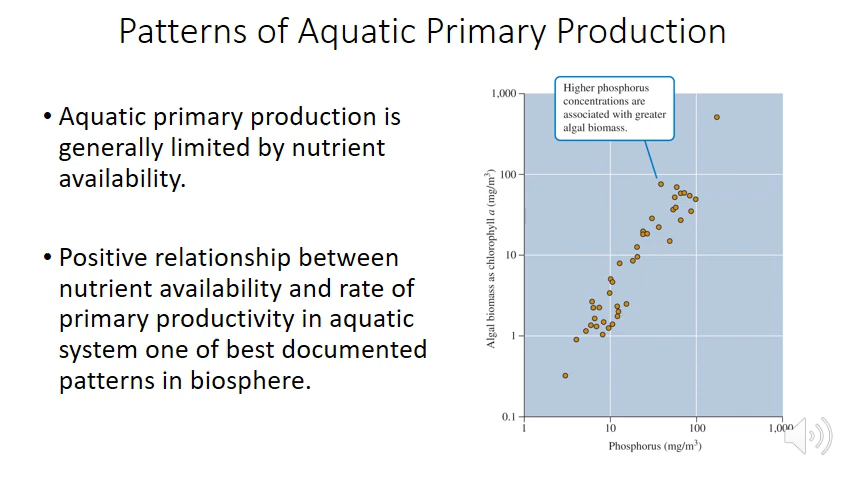 Patterns of Aquatic Primary Production
• Aquatic primary production is
generally limited by nutrient
availability.
• Positive relationship between
nutrient availability and rate of
primary productivity in aquatic
system one of best documented
patterns in biosphere.
Higher phosphorus
concentrations are
associated with greater
algal biomass.
Algal biomass as chlorophyll a (mg/m³)
1,000
100
10
1
0.1
1 10 100 1,000
Phosphorus (mg/m³)